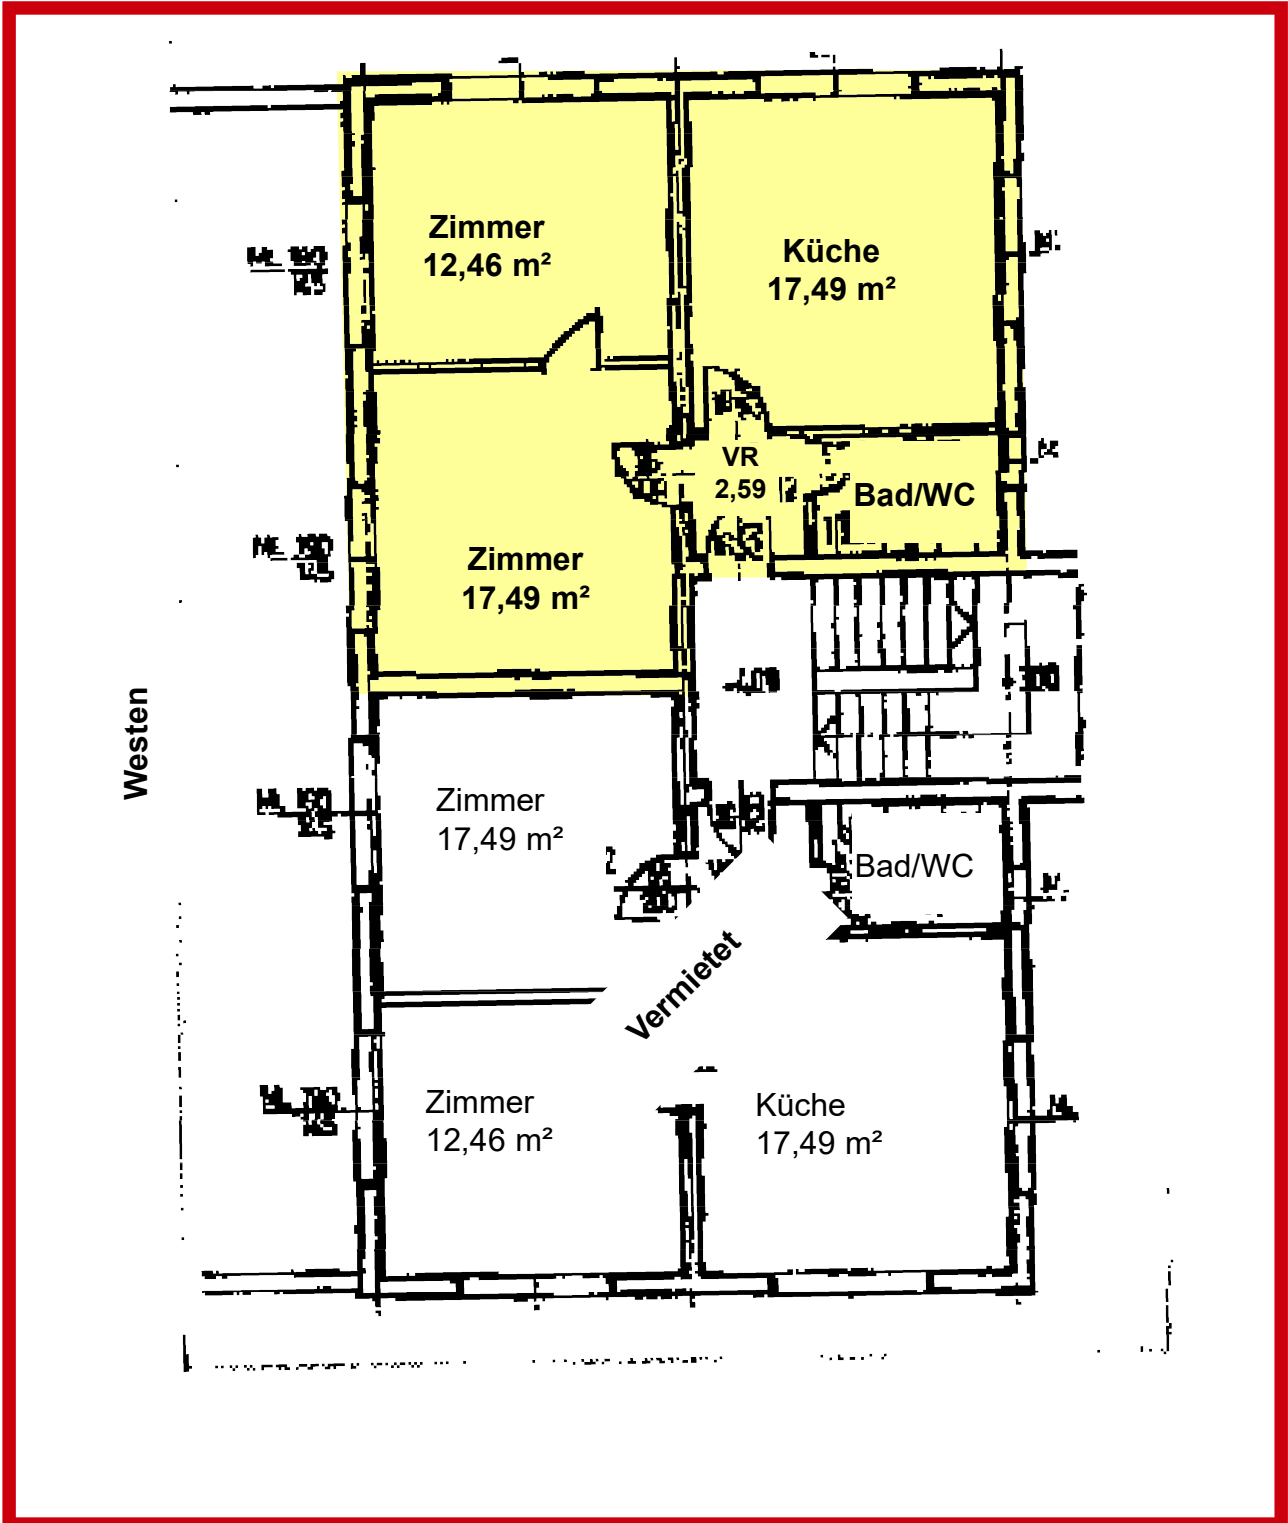 Zimmer
12,46 m²
Küche
17,49 m²
VR
2,59
Bad/WC
Zimmer
17,49 m²
Westen
Zimmer
17,49 m²
Bad/WC
Vermietet
Zimmer
12,46 m²
Küche
17,49 m²